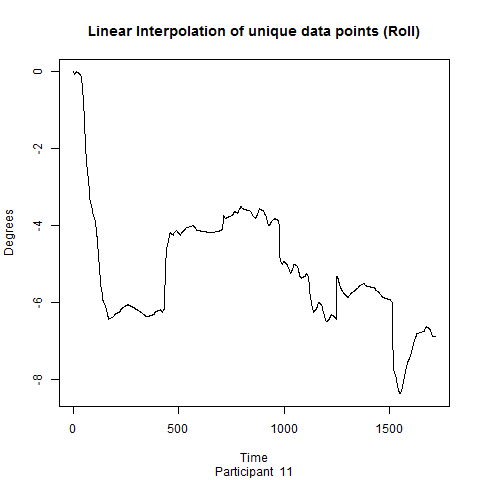 Linear Interpolation of unique data points (Roll)
0
-2
-4
-6
-8
Degrees
0 500 1000 1500
Time
Participant 11